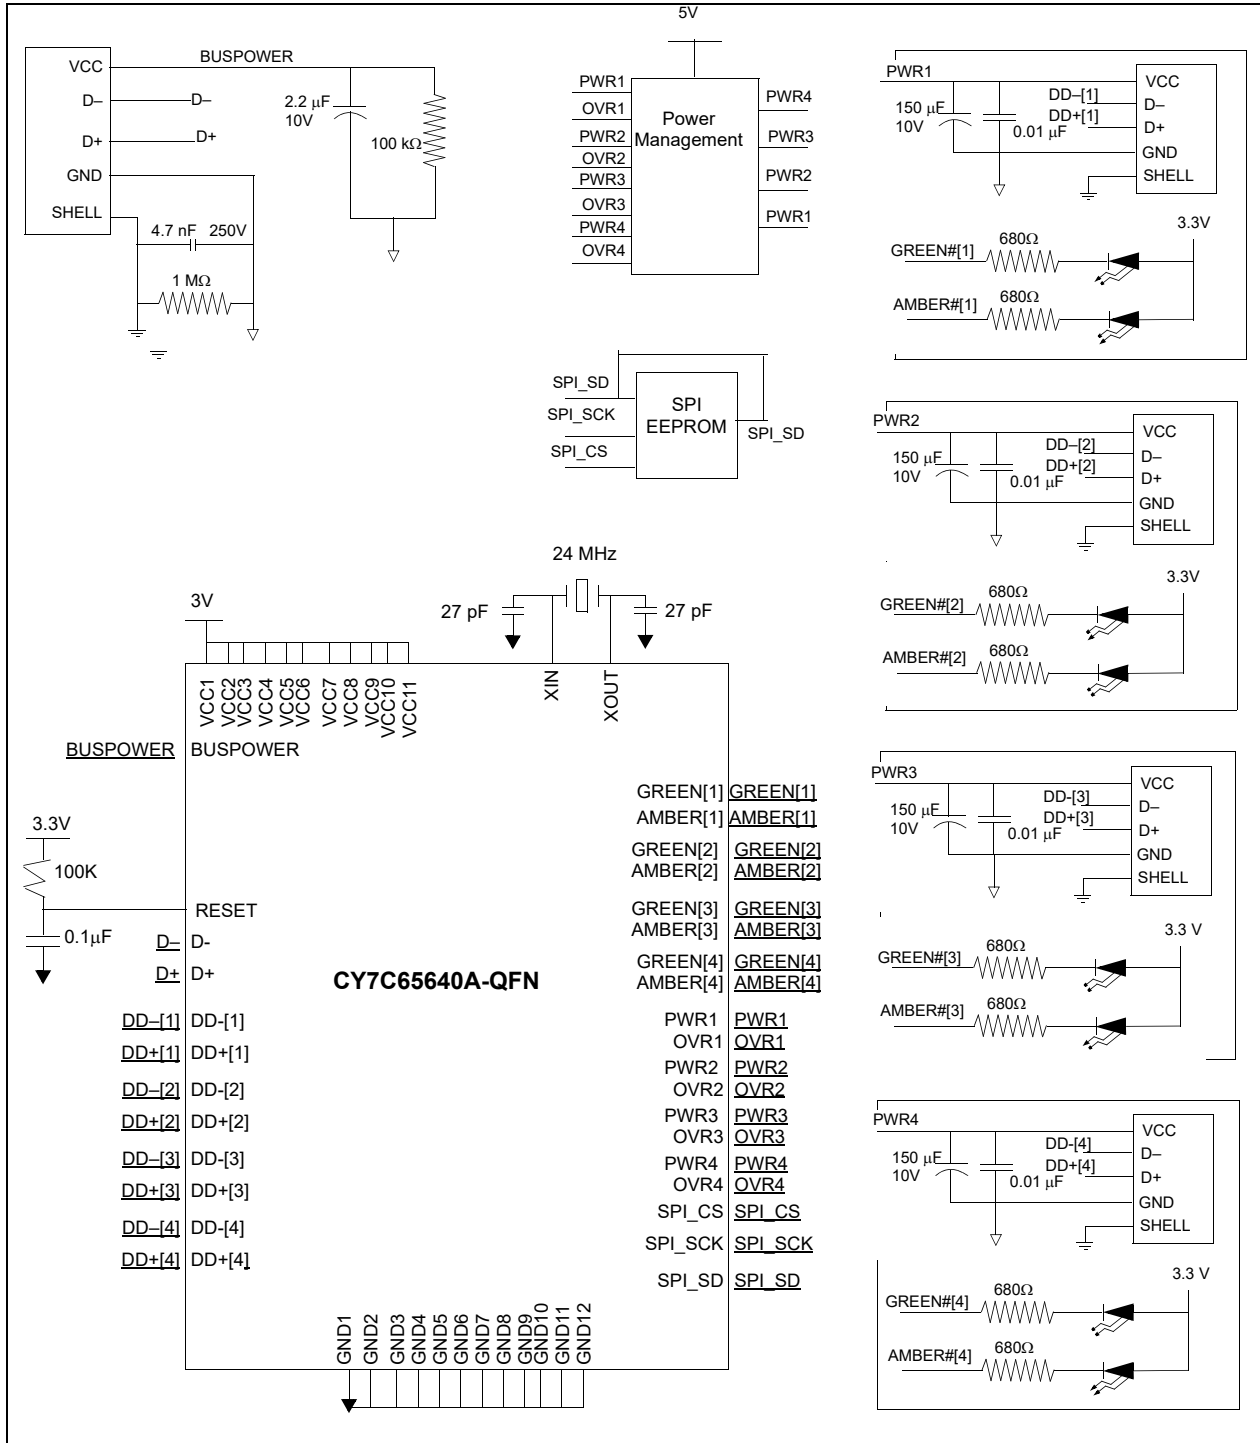 BUSPOWER
VCC
D–
D–
D+
D+
GND
SHELL
2.2 μF
10V
100 kΩ
4.7 nF 250V
1 MΩ
5V
PWR1
OVR1
PWR2
OVR2
PWR3
OVR3
PWR4
OVR4
Power
Management
PWR4
PWR3
PWR2
PWR1
SPI_SD
SPI_SCK
SPI_CS
SPI
EEPROM
SPI_SD
PWR1
150 μF
10V
0.01 μF
DD–[1]
DD+[1]
VCC
D–
D+
GND
SHELL
3.3V
680Ω
GREEN#[1]
680Ω
AMBER#[1]
PWR2
150 μF
10V
0.01 μF
DD–[2]
DD+[2]
VCC
D–
D+
GND
SHELL
3.3V
680Ω
GREEN#[2]
680Ω
AMBER#[2]
PWR3
150 μF
10V
0.01 μF
DD-[3]
DD+[3]
VCC
D–
D+
GND
SHELL
3.3 V
680Ω
GREEN#[3]
680Ω
AMBER#[3]
PWR4
150 μF
10V
0.01 μF
DD-[4]
DD+[4]
VCC
D–
D+
GND
SHELL
3.3 V
680Ω
GREEN#[4]
680Ω
AMBER#[4]
24 MHz
27 pF
27 pF
3V
VCC1
VCC2
VCC3
VCC4
VCC5
VCC6
VCC7
VCC8
VCC9
VCC10
VCC11
XIN
XOUT
BUSPOWER BUSPOWER
3.3V
100K
RESET
0.1μF
D– D-
D+ D+
DD–[1] DD-[1]
DD+[1] DD+[1]
DD–[2] DD-[2]
DD+[2] DD+[2]
DD–[3] DD-[3]
DD+[3] DD+[3]
DD–[4] DD-[4]
DD+[4] DD+[4]
CY7C65640A-QFN
GREEN[1] GREEN[1]
AMBER[1] AMBER[1]
GREEN[2] GREEN[2]
AMBER[2] AMBER[2]
GREEN[3] GREEN[3]
AMBER[3] AMBER[3]
GREEN[4] GREEN[4]
AMBER[4] AMBER[4]
PWR1 PWR1
OVR1 OVR1
PWR2 PWR2
OVR2 OVR2
PWR3 PWR3
OVR3 OVR3
PWR4 PWR4
OVR4 OVR4
SPI_CS SPI_CS
SPI_SCK SPI_SCK
SPI_SD SPI_SD
GND1
GND2
GND3
GND4
GND5
GND6
GND7
GND8
GND9
GND10
GND11
GND12